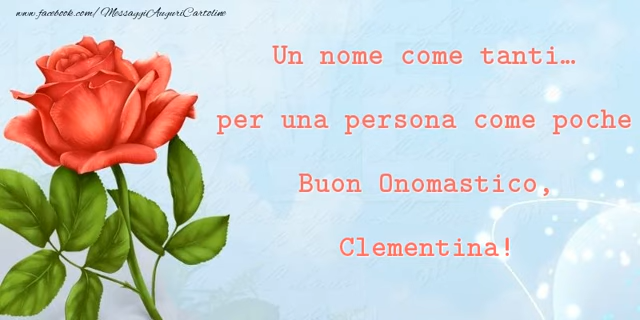 www.facebook.com/MessaggiAuguriCartoline
Un nome come tanti…
per una persona come poche
Buon Onomastico,
Clementina!